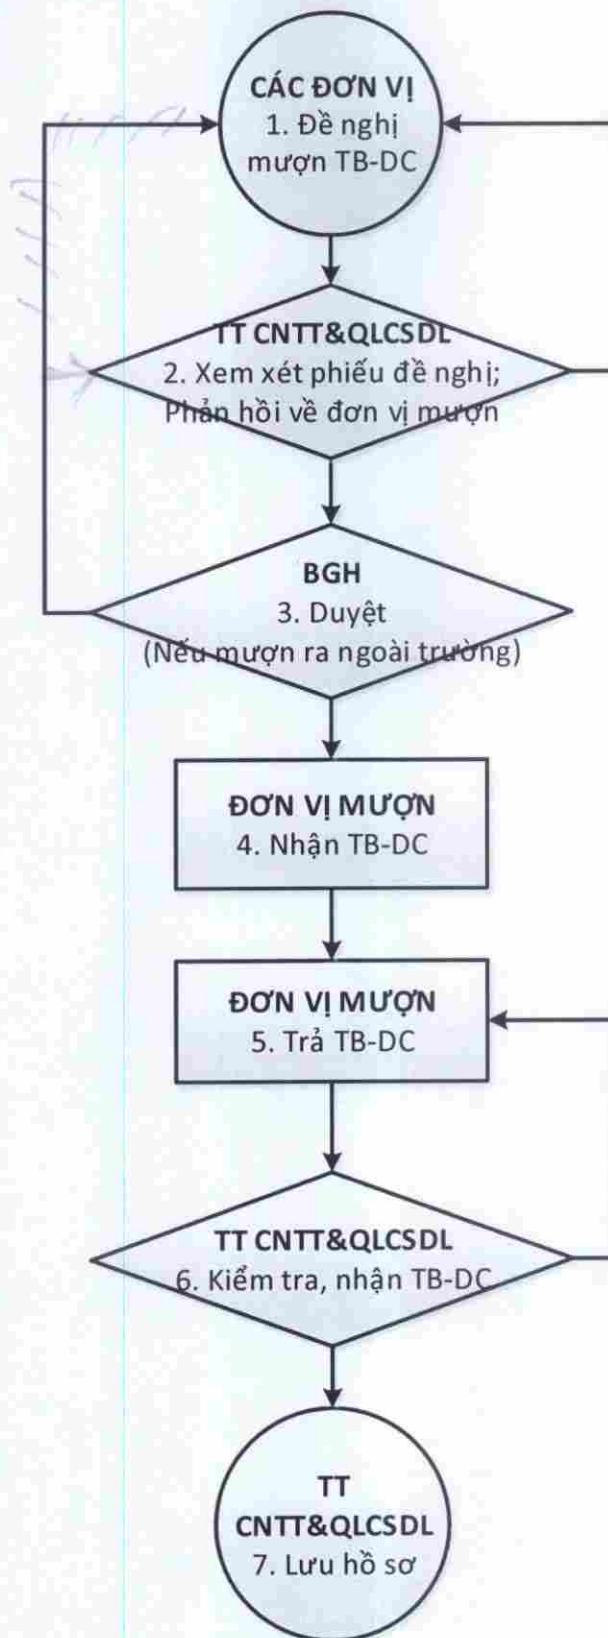 CÁC ĐƠN VỊ
1. Đề nghị
mượn TB-DC
TT CNTT&QLCSDL
2. Xem xét phiếu đề nghị;
Phản hồi về đơn vị mượn
BGH
3. Duyệt
(Nếu mượn ra ngoài trường)
ĐƠN VỊ MƯỢN
4. Nhận TB-DC
ĐƠN VỊ MƯỢN
5. Trả TB-DC
TT CNTT&QLCSDL
6. Kiểm tra, nhận TB-DC
TT
CNTT&QLCSDL
7. Lưu hồ sơ